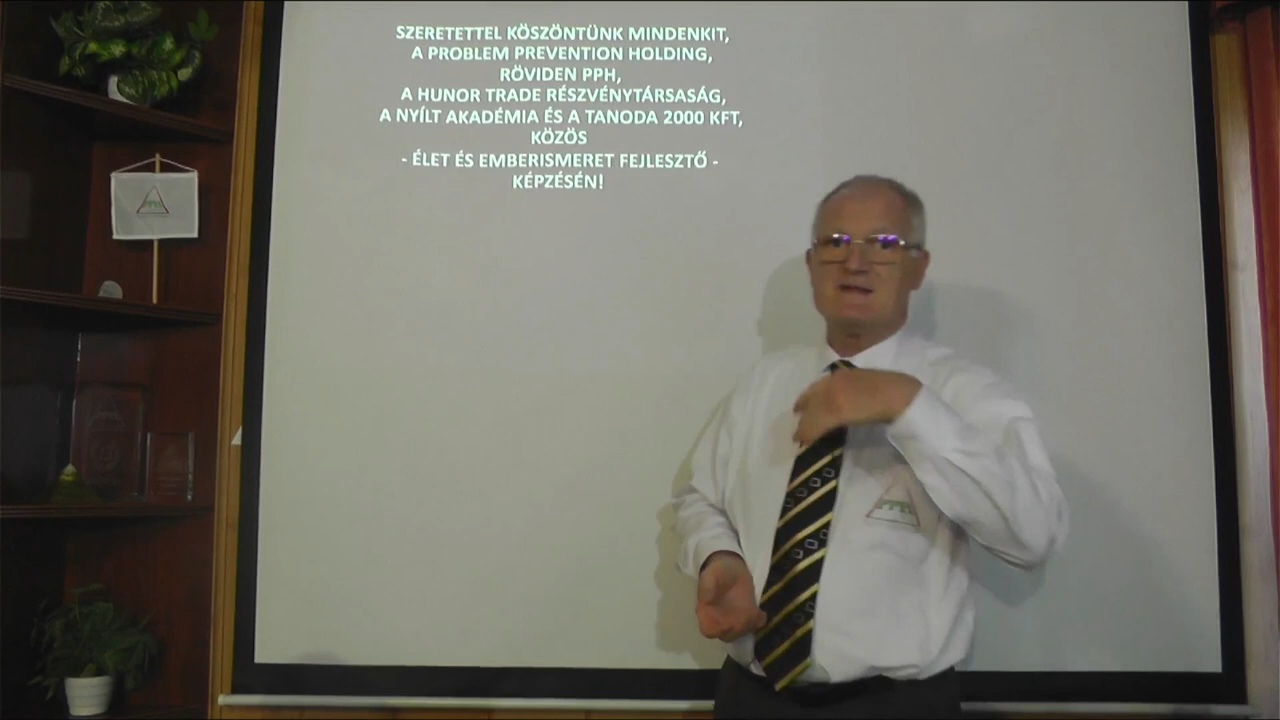 SZERETETTEL KÖSZÖNTÜNK MINDENKIT,
A PROBLEM PREVENTION HOLDING,
RÖVIDEN PPH,
A HUNOR TRADE RÉSZVÉNYTÁRSASÁG,
A NYÍLT AKADÉMIA ÉS A TANODA 2000 KFT,
KÖZÖS
- ÉLET ÉS EMBERISMERET FEJLESZTŐ -
KÉPZÉSÉN!